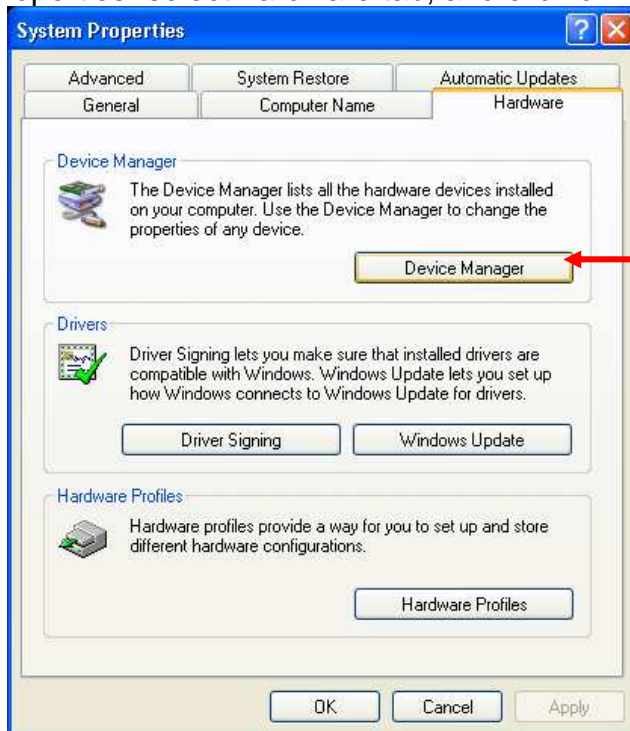 System Properties
Advanced System Restore Automatic Updates
General Computer Name Hardware
Device Manager
The Device Manager lists all the hardware devices installed
on your computer. Use the Device Manager to change the
properties of any device.
Device Manager
Drivers
Driver Signing lets you make sure that installed drivers are
compatible with Windows. Windows Update lets you set up
how Windows connects to Windows Update for drivers.
Driver Signing Windows Update
Hardware Profiles
Hardware profiles provide a way for you to set up and store
different hardware configurations.
Hardware Profiles
OK Cancel Apply